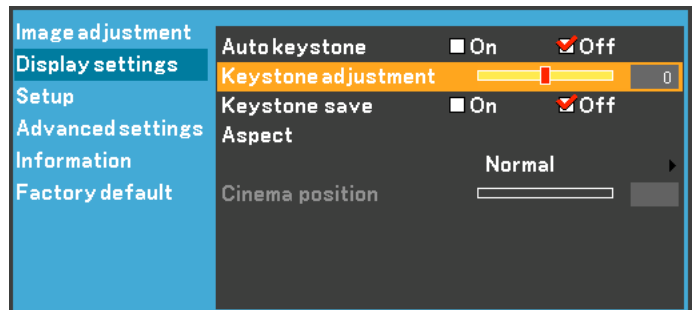 Image adjustment
Display settings
Setup
Advanced settings
Information
Factory default
Auto keystone On Off
Keystone adjustment 0
Keystone save On Off
Aspect
Normal
Cinema position